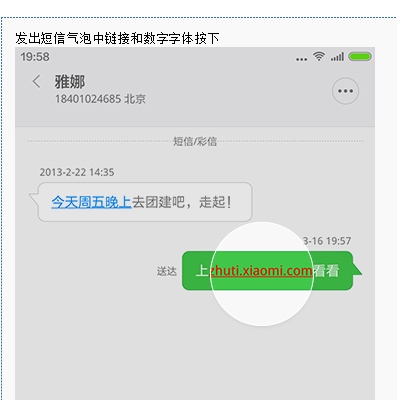 发出短信气泡中链接和数字字体按下
19:58
雅娜
18401024685 北京
短信/彩信
2013-2-22 14:35
今天周五晚上去团建吧，走起！
3-16 19:57
送达
上zhuti.xiaomi.com看看